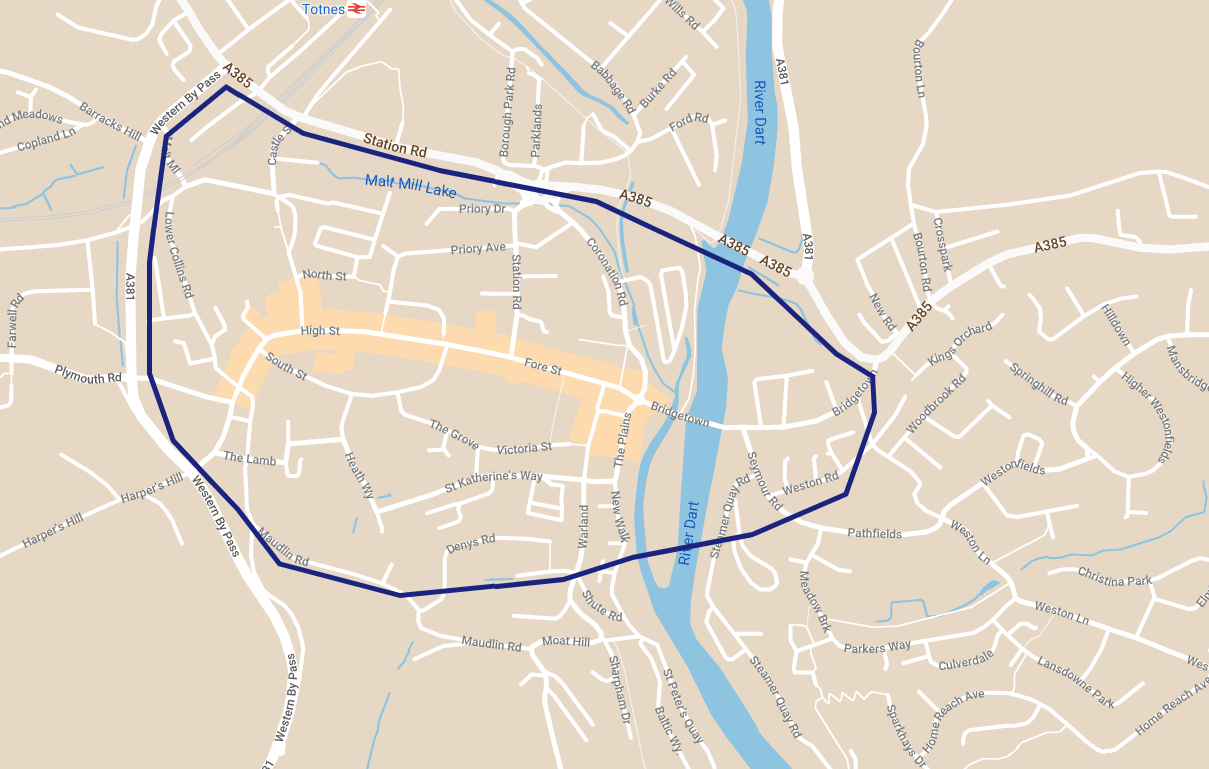 Totnes
Wills Rd
A385
Western By Pass
Babbage Rd
Burke Rd
Borough Park Rd
Parklands
Ford Rd
River Dart
A381
Bourton Ln
Barracks Hill
Copland Ln
Castle S
Station Rd
Malt Mill Lake
Priory Dr
Priory Ave
A385
A385
A385
A381
A385
Crosspark
Bourton Rd
Lower Collins Rd
North St
Station Rd
Coronation Rd
A381
Farwell Rd
High St
South St
Fore St
New Rd
A385
Kings Orchard
Hilldown
Plymouth Rd
Bridgetown
Bridgetown
Woodbrook Rd
Springhill Rd
Higher Westonfields
Mansbridge
The Grove
Victoria St
The Plains
The Lamb
Heath Wy
St Katherine's Way
Seymour Rd
Weston Rd
Westonfields
Harper's Hill
Harper's Hill
Western By Pass
Maudlin Rd
Denys Rd
Warland
New Walk
River Dart
Steamer Quay Rd
Pathfields
Weston Ln
Christina Park
Shute Rd
Meadow Brk
Weston Ln
Maudlin Rd
Moat Hill
Parkers Way
Culverdale
Lansdowne Park
Home Reach Ave
Home Reach Ave
Western By Pass
Sharpham Dr
St Peter's Quay
Baltic Wy
Steamer Quay Rd
Sparkhays Dr